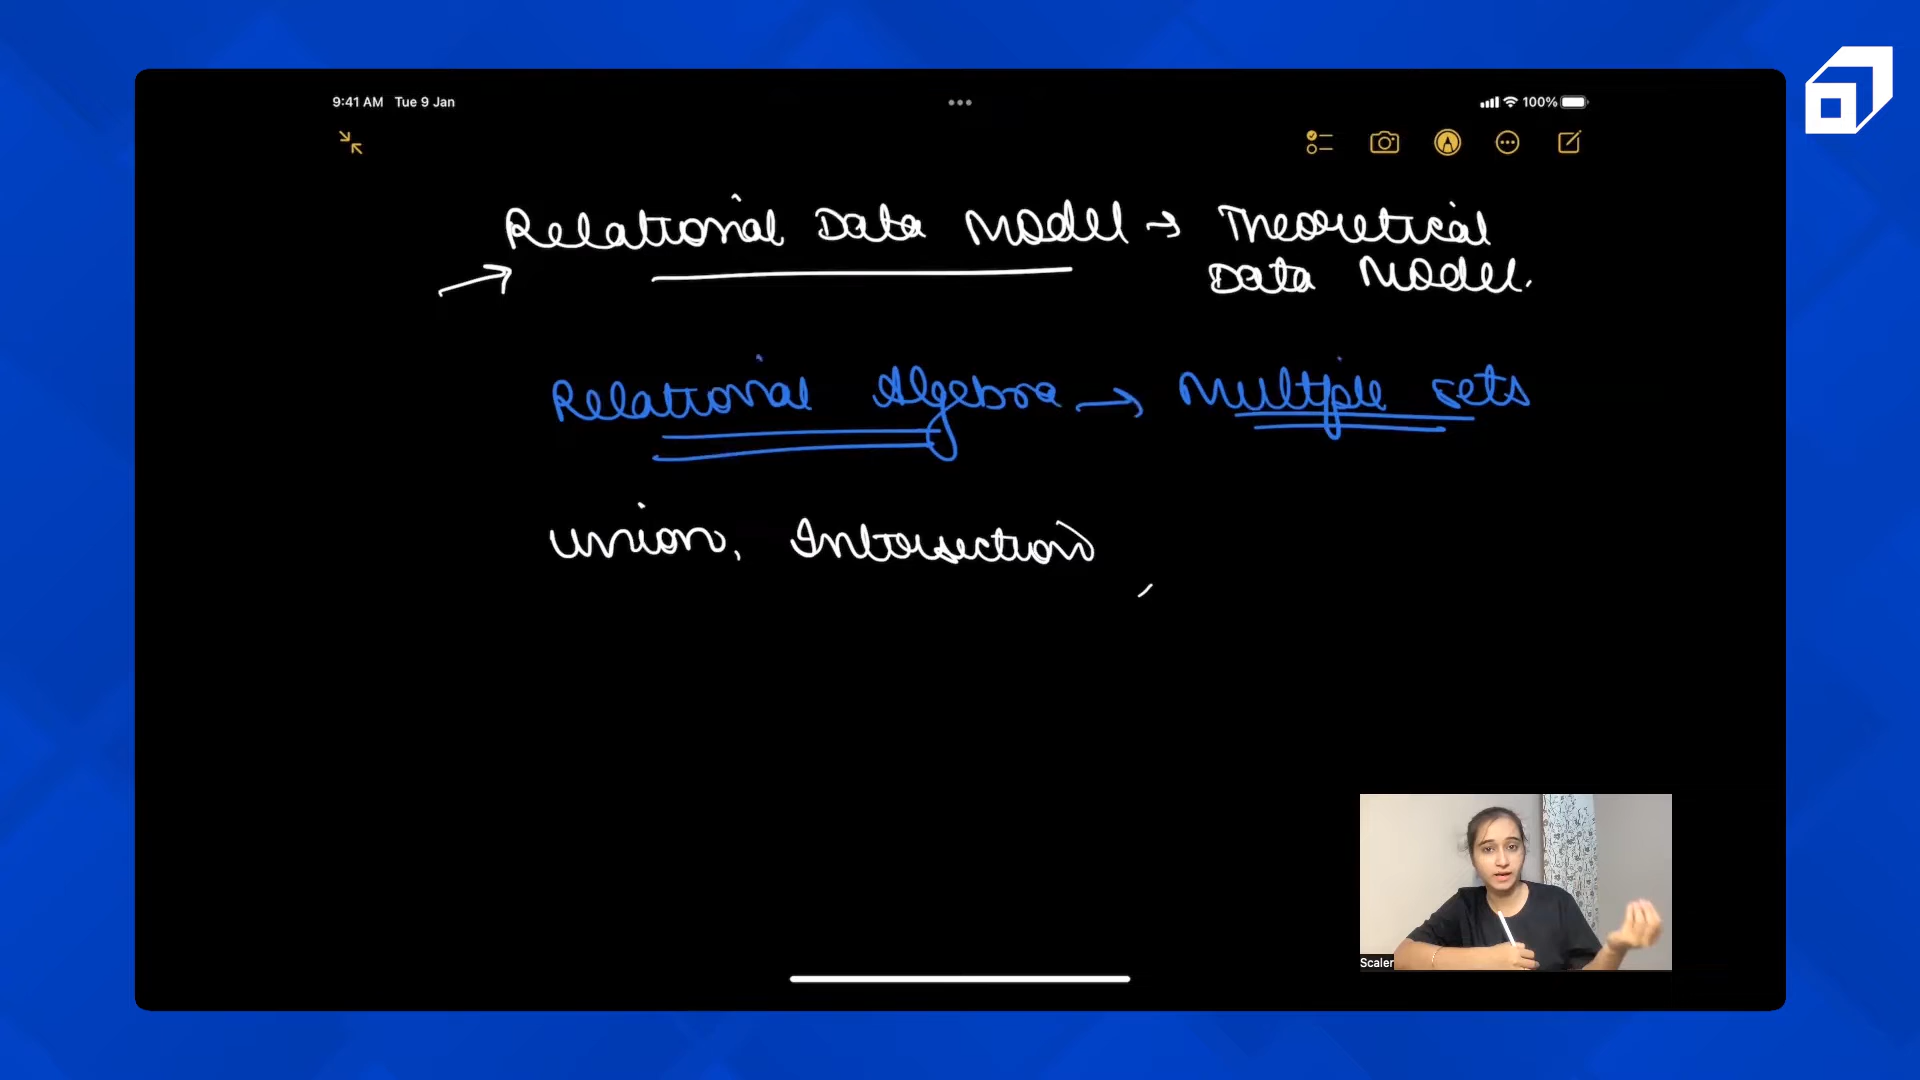 9:41 AM Tue 9 Jan
100%
Relational Data Model → Theoretical
Data Model.
Relational Algebra → Multiple sets
union, Intersection
Scaler